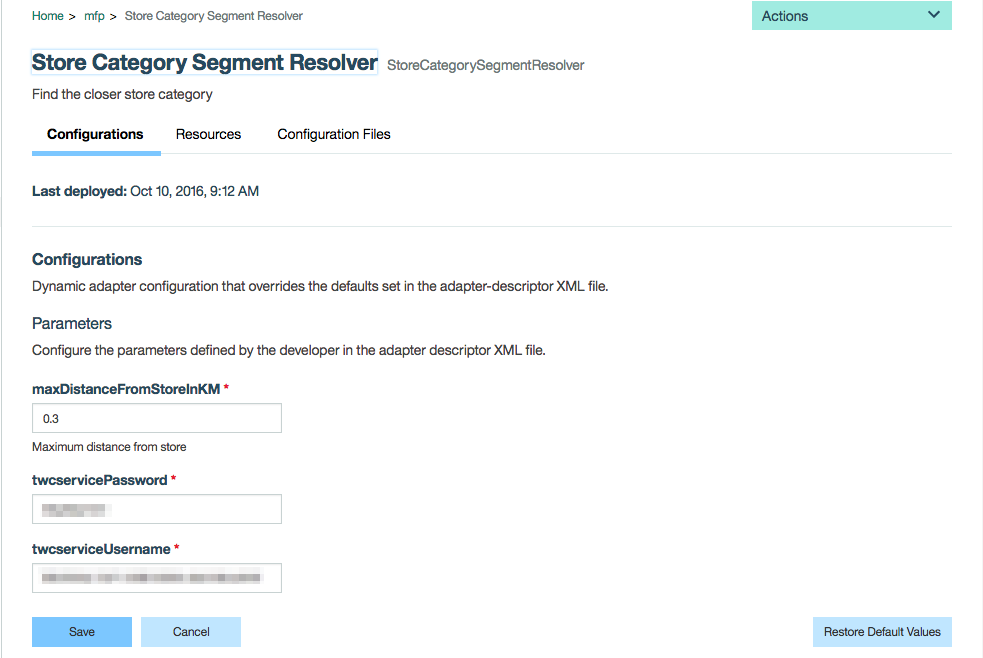 Home > mfp > Store Category Segment Resolver
Actions
Store Category Segment Resolver StoreCategorySegmentResolver
Find the closer store category
Configurations Resources Configuration Files
Last deployed: Oct 10, 2016, 9:12 AM
Configurations
Dynamic adapter configuration that overrides the defaults set in the adapter-descriptor XML file.
Parameters
Configure the parameters defined by the developer in the adapter descriptor XML file.
maxDistanceFromStoreInKM *
0.3
Maximum distance from store
twcservicePassword *
twcserviceUsername *
Save Cancel Restore Default Values